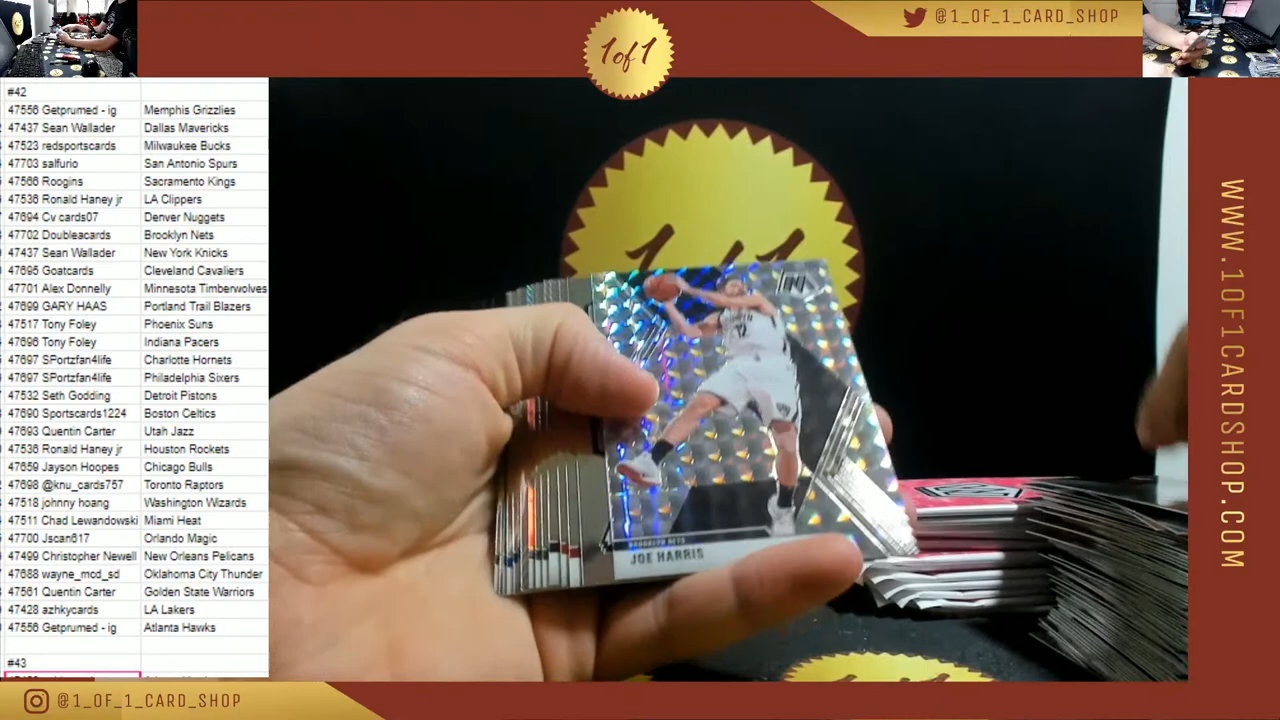 1of1
@1_OF_1_CARD_SHOP
#42
47556 Getprumed - ig Memphis Grizzlies
47437 Sean Wallader Dallas Mavericks
47523 redsportscards Milwaukee Bucks
47703 salfurio San Antonio Spurs
47566 Roogins Sacramento Kings
47536 Ronald Haney jr LA Clippers
47694 Cv cards07 Denver Nuggets
47702 Doubleacards Brooklyn Nets
47437 Sean Wallader New York Knicks
47695 Goatcards Cleveland Cavaliers
47701 Alex Donnelly Minnesota Timberwolves
47699 GARY HAAS Portland Trail Blazers
47517 Tony Foley Phoenix Suns
47696 Tony Foley Indiana Pacers
47697 SPortzfan4life Charlotte Hornets
47697 SPortzfan4life Philadelphia Sixers
47532 Seth Godding Detroit Pistons
47690 Sportscards1224 Boston Celtics
47693 Quentin Carter Utah Jazz
47536 Ronald Haney jr Houston Rockets
47659 Jayson Hoopes Chicago Bulls
47698 @knu_cards757 Toronto Raptors
47518 johnny hoang Washington Wizards
47511 Chad Lewandowski Miami Heat
47700 Jscan617 Orlando Magic
47499 Christopher Newell New Orleans Pelicans
47688 wayne_mcd_sd Oklahoma City Thunder
47561 Quentin Carter Golden State Warriors
47428 azhkycards LA Lakers
47556 Getprumed - ig Atlanta Hawks
#43
BROOKLYN NETS
JOE HARRIS
WWW.1OF1CARDSHOP.COM
@1_OF_1_CARD_SHOP